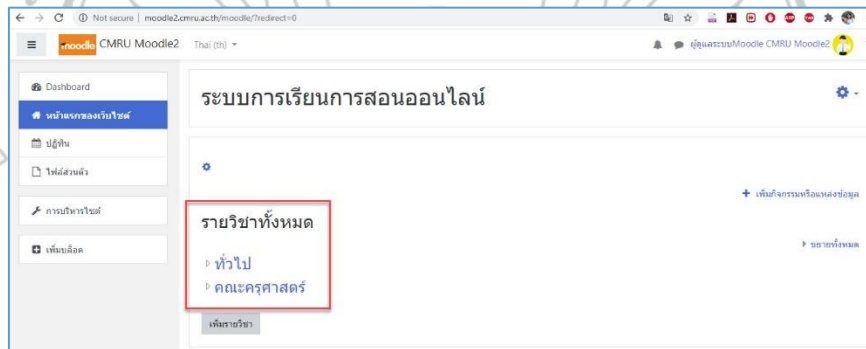 Not secure | moodle2.cmru.ac.th/moodle/?redirect=0
moodle CMRU Moodle2 Thai (th)
ผู้ดูแลระบบMoodle CMRU Moodle2
Dashboard
หน้าแรกของเว็บไซต์
ปฏิทิน
ไฟล์ส่วนตัว
การบริหารไซต์
เพิ่มบล็อค
ระบบการเรียนการสอนออนไลน์
เพิ่มกิจกรรมหรือแหล่งข้อมูล
รายวิชาทั้งหมด
ขยายทั้งหมด
ทั่วไป
คณะครุศาสตร์
เพิ่มรายวิชา